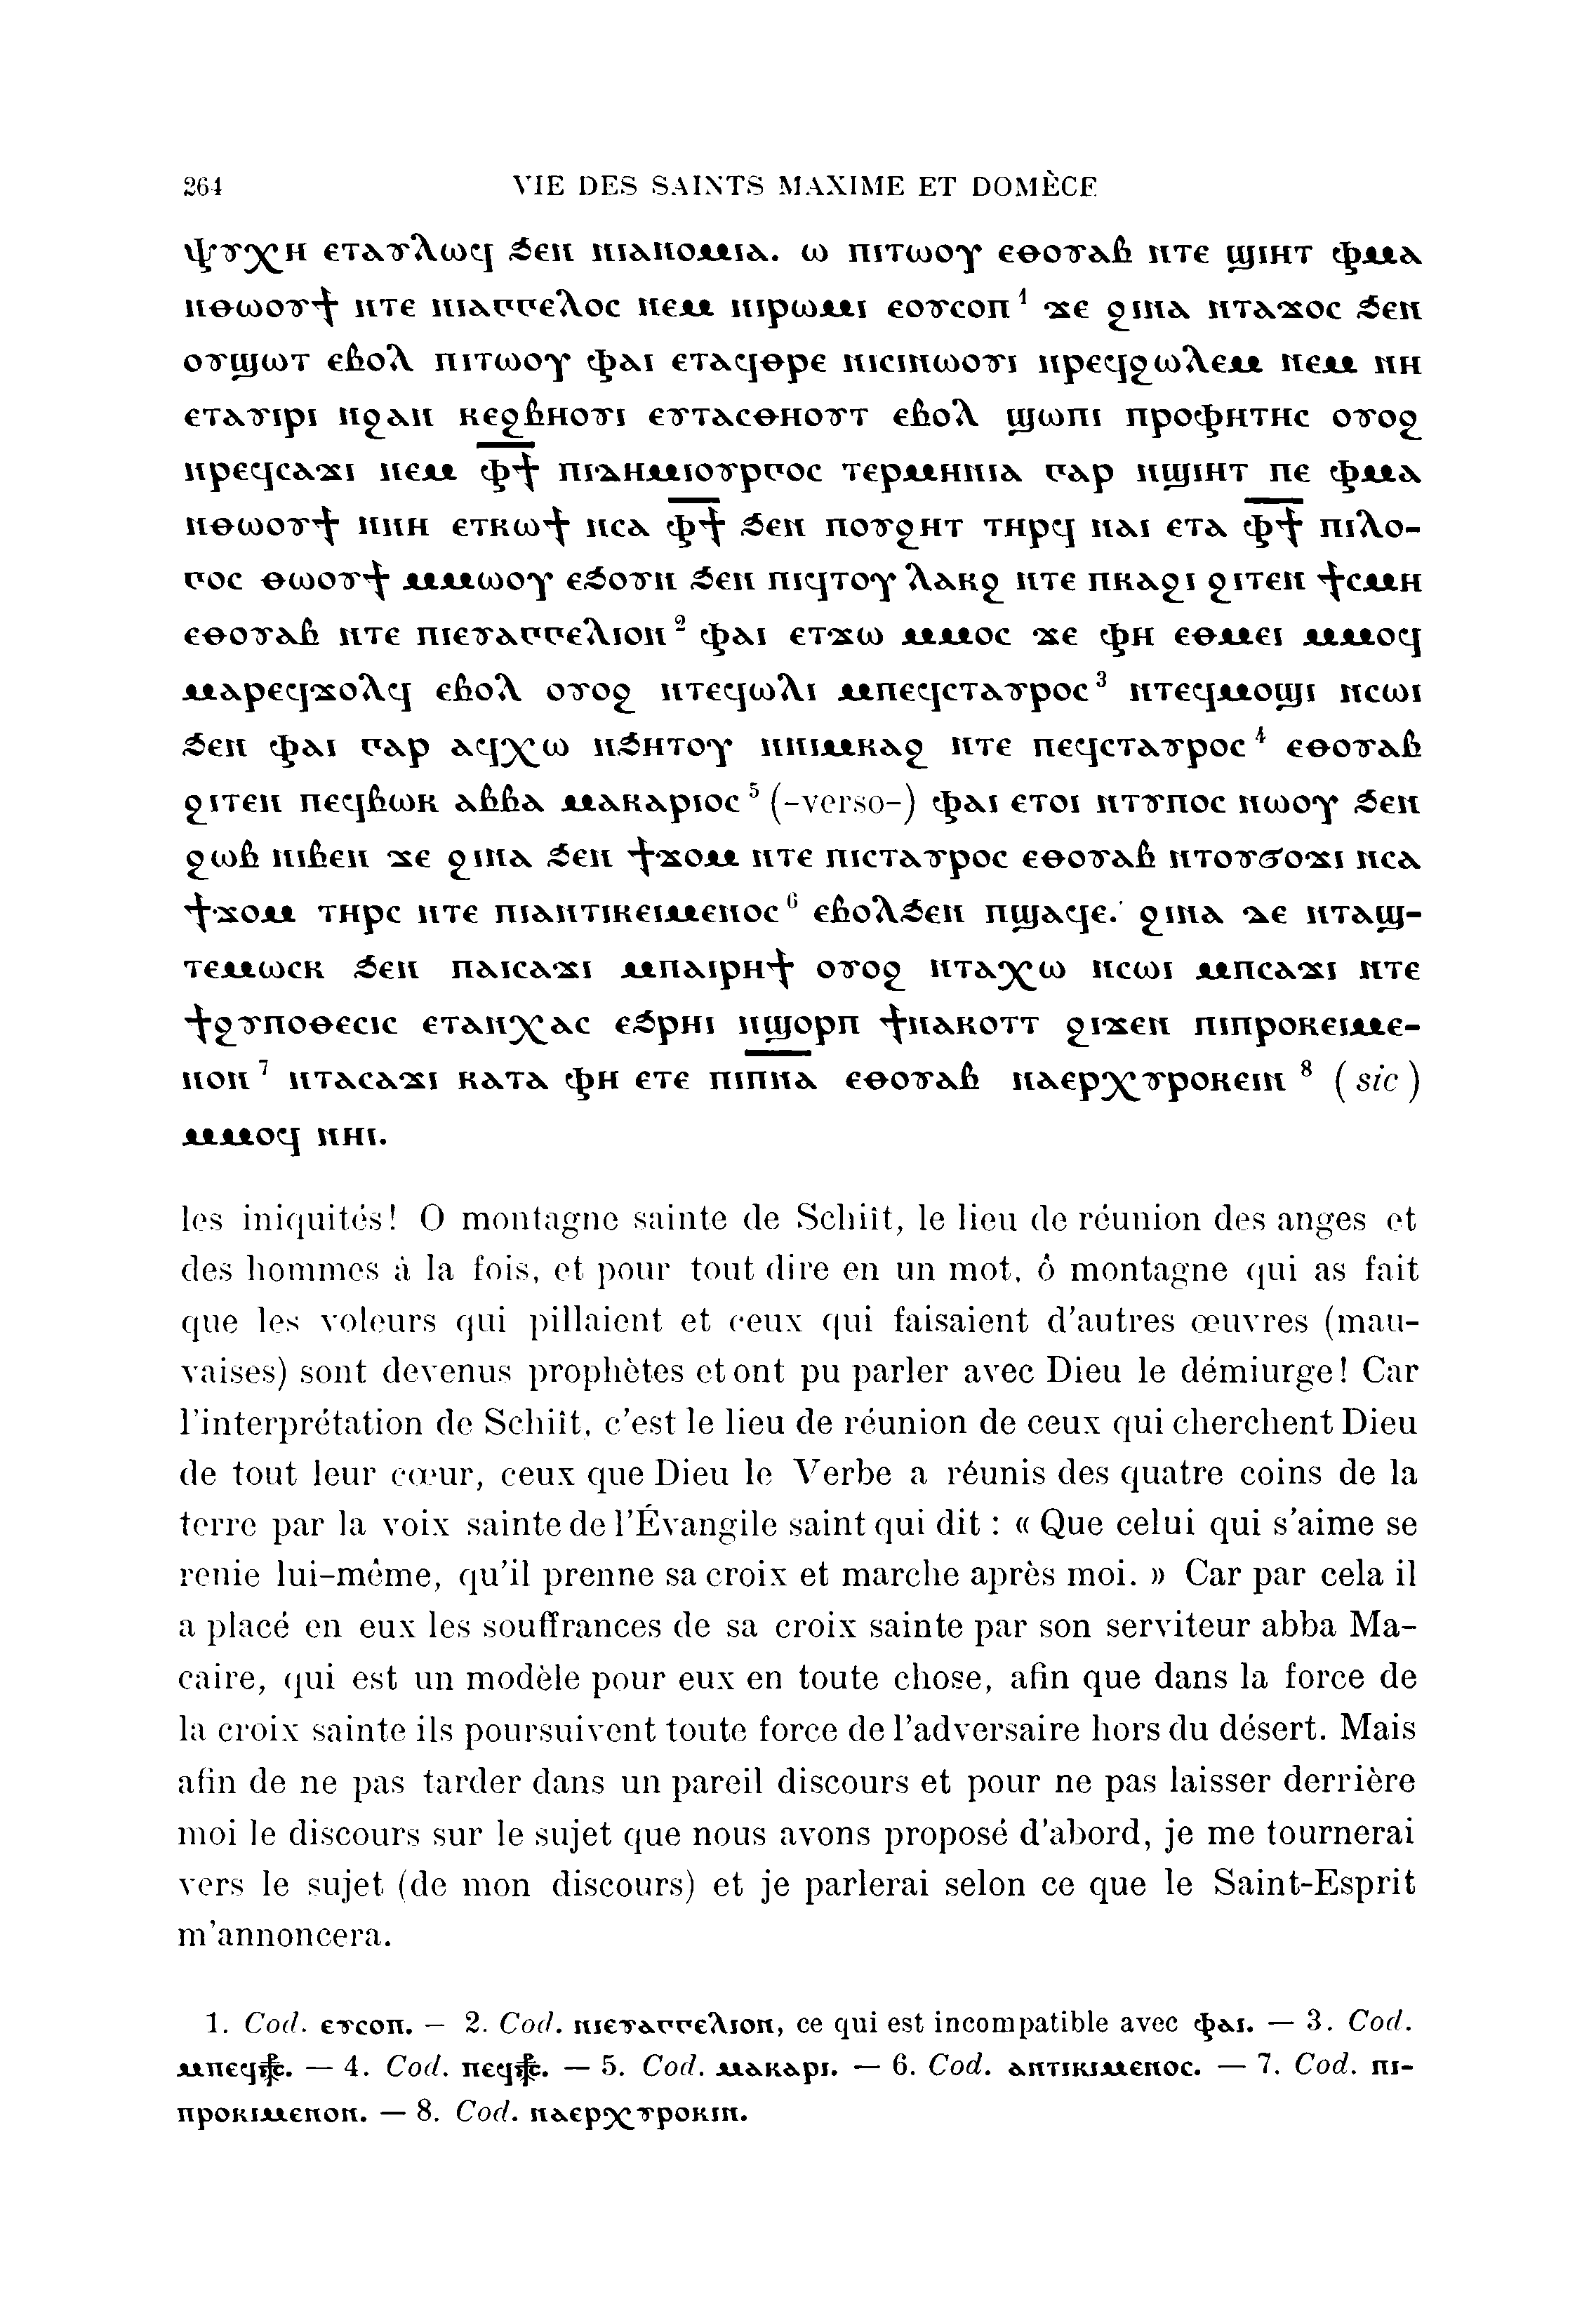 264 VIE DES SAINTS MAXIME ET DOMÈCE
ⲯⲩⲭⲏ ⲉⲧⲁⲩⲗⲱϥ ϧⲉⲛ ⲛⲓⲁⲛⲟⲙⲓⲁ. ⲱ ⲡⲓⲧⲱⲟⲩ ⲉⲑⲟⲩⲁⲃ ⲛⲧⲉ ϣⲓⲏⲧ ⲫⲙⲁ
ⲛⲑⲱⲟⲩϯ ⲛⲧⲉ ⲛⲓⲁⲅⲅⲉⲗⲟⲥ ⲛⲉⲙ ⲛⲓⲣⲱⲙⲓ ⲉⲟⲩⲥⲟⲡ¹ ϫⲉ ϩⲓⲛⲁ ⲛⲧⲁϫⲟⲥ ϧⲉⲛ
ⲟⲩϣⲱⲧ ⲉⲃⲟⲗ ⲡⲓⲧⲱⲟⲩ ⲫⲁⲓ ⲉⲧⲁϥⲑⲣⲉ ⲛⲓⲥⲓⲛⲱⲟⲩⲓ ⲛⲣⲉϥϩⲱⲗⲉⲙ ⲛⲉⲙ ⲛⲏ
ⲉⲧⲁⲩⲓⲣⲓ ⲛϩⲁⲛ ⲕⲉϩⲃⲏⲟⲩⲓ ⲉⲩⲧⲁⲥⲑⲏⲟⲩⲧ ⲉⲃⲟⲗ ϣⲱⲡⲓ ⲡⲣⲟⲫⲏⲧⲏⲥ ⲟⲩⲟϩ
ⲛⲣⲉϥⲥⲁϫⲓ ⲛⲉⲙ ⲫ̅ϯ̅ ⲡⲓⲇⲏⲙⲓⲟⲩⲣⲅⲟⲥ ⲧⲉⲣⲙⲏⲛⲓⲁ ⲅⲁⲣ ⲛϣⲓⲏⲧ ⲡⲉ ⲫⲙⲁ
ⲛⲑⲱⲟⲩϯ ⲛⲛⲏ ⲉⲧⲕⲱϯ ⲛⲥⲁ ⲫ̅ϯ̅ ϧⲉⲛ ⲡⲟⲩϩⲏⲧ ⲧⲏⲣϥ ⲛⲁⲓ ⲉⲧⲁ ⲫ̅ϯ̅ ⲡⲓⲗⲟ-
ⲅⲟⲥ ⲑⲱⲟⲩϯ ⲙⲙⲱⲟⲩ ⲉϧⲟⲩⲛ ϧⲉⲛ ⲡⲓϥⲧⲟⲩ ⲗⲁⲕϩ ⲛⲧⲉ ⲡⲕⲁϩⲓ ϩⲓⲧⲉⲛ ϯⲥⲙⲏ
ⲉⲑⲟⲩⲁⲃ ⲛⲧⲉ ⲡⲓⲉⲩⲁⲅⲅⲉⲗⲓⲟⲛ² ⲫⲁⲓ ⲉⲧϫⲱ ⲙⲙⲟⲥ ϫⲉ ⲫⲏ ⲉⲑⲙⲉⲓ ⲙⲙⲟϥ
ⲙⲁⲣⲉϥϫⲟⲗϥ ⲉⲃⲟⲗ ⲟⲩⲟϩ ⲛⲧⲉϥⲱⲗⲓ ⲙⲡⲉϥⲥⲧⲁⲩⲣⲟⲥ³ ⲛⲧⲉϥⲙⲟϣⲓ ⲛⲥⲱⲓ
ϧⲉⲛ ⲫⲁⲓ ⲅⲁⲣ ⲁϥⲭⲱ ⲛϧⲏⲧⲟⲩ ⲛⲛⲓⲙⲕⲁϩ ⲛⲧⲉ ⲡⲉϥⲥⲧⲁⲩⲣⲟⲥ⁴ ⲉⲑⲟⲩⲁⲃ
ϩⲓⲧⲉⲛ ⲡⲉϥⲃⲱⲕ ⲁⲃⲃⲁ ⲙⲁⲕⲁⲣⲓⲟⲥ⁵ (-verso-) ⲫⲁⲓ ⲉⲧⲟⲓ ⲛⲧⲩⲡⲟⲥ ⲛⲱⲟⲩ ϧⲉⲛ
ϩⲱⲃ ⲛⲓⲃⲉⲛ ϫⲉ ϩⲓⲛⲁ ϧⲉⲛ ϯϫⲟⲙ ⲛⲧⲉ ⲡⲓⲥⲧⲁⲩⲣⲟⲥ ⲉⲑⲟⲩⲁⲃ ⲛⲧⲟⲩϭⲟϫⲓ ⲛⲥⲁ
ϯϫⲟⲙ ⲧⲏⲣⲥ ⲛⲧⲉ ⲡⲓⲁⲛⲧⲓⲕⲉⲓⲙⲉⲛⲟⲥ⁶ ⲉⲃⲟⲗϧⲉⲛ ⲡϣⲁϥⲉ. ϩⲓⲛⲁ ⲇⲉ ⲛⲧⲁϣ-
ⲧⲉⲙⲱⲥⲕ ϧⲉⲛ ⲡⲁⲓⲥⲁϫⲓ ⲙⲡⲁⲓⲣⲏϯ ⲟⲩⲟϩ ⲛⲧⲁⲭⲱ ⲛⲥⲱⲓ ⲙⲡⲥⲁϫⲓ ⲛⲧⲉ
ϯϩⲩⲡⲟⲑⲉⲥⲓⲥ ⲉⲧⲁⲛⲭⲁⲥ ⲉϧⲣⲏⲓ ⲛϣⲟⲣⲡ ϯⲛⲁⲕⲟⲧⲧ ϩⲓϫⲉⲛ ⲡⲓⲡⲣⲟⲕⲉⲓⲙⲉ-
ⲛⲟⲛ⁷ ⲛⲧⲁⲥⲁϫⲓ ⲕⲁⲧⲁ ⲫⲏ ⲉⲧⲉ ⲡⲓⲡ̅ⲛ̅ⲁ̅ ⲉⲑⲟⲩⲁⲃ ⲛⲁⲉⲣⲭⲩⲣⲟⲕⲉⲓⲛ⁸ (sic)
ⲙⲙⲟϥ ⲛⲏⲓ.
les iniquités! O montagne sainte de Schiît, le lieu de réunion des anges et
des hommes à la fois, et pour tout dire en un mot, ô montagne qui as fait
que les voleurs qui pillaient et ceux qui faisaient d'autres œuvres (mau-
vaises) sont devenus prophètes et ont pu parler avec Dieu le démiurge! Car
l'interprétation de Schiît, c'est le lieu de réunion de ceux qui cherchent Dieu
de tout leur cœur, ceux que Dieu le Verbe a réunis des quatre coins de la
terre par la voix sainte de l'Évangile saint qui dit : « Que celui qui s'aime se
renie lui-même, qu'il prenne sa croix et marche après moi. » Car par cela il
a placé en eux les souffrances de sa croix sainte par son serviteur abba Ma-
caire, qui est un modèle pour eux en toute chose, afin que dans la force de
la croix sainte ils poursuivent toute force de l'adversaire hors du désert. Mais
afin de ne pas tarder dans un pareil discours et pour ne pas laisser derrière
moi le discours sur le sujet que nous avons proposé d'abord, je me tournerai
vers le sujet (de mon discours) et je parlerai selon ce que le Saint-Esprit
m'annoncera.
1. Cod. ⲉⲩⲥⲟⲡ. — 2. Cod. ⲛⲓⲉⲩⲁⲅⲅⲉⲗⲓⲟⲛ, ce qui est incompatible avec ⲫⲁⲓ. — 3. Cod.
ⲙⲡⲉϥ⳨ⲥ. — 4. Cod. ⲡⲉϥ⳨ⲥ. — 5. Cod. ⲙⲁⲕⲁⲣⲓ. — 6. Cod. ⲁⲛⲧⲓⲕⲓⲙⲉⲛⲟⲥ. — 7. Cod. ⲡⲓ-
ⲡⲣⲟⲕⲓⲙⲉⲛⲟⲛ. — 8. Cod. ⲛⲁⲉⲣⲭⲩⲣⲟⲕⲓⲛ.